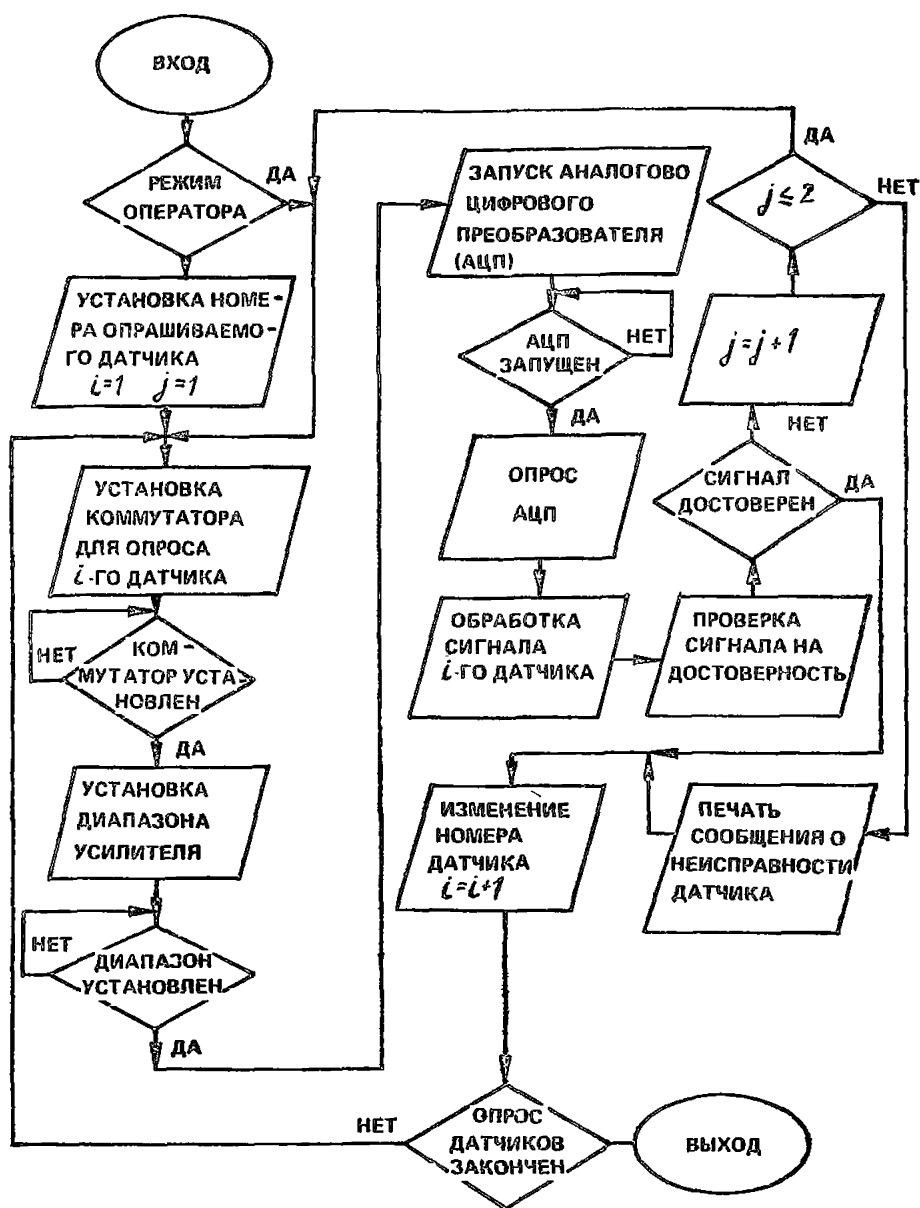 ВХОД
РЕЖИМ
ОПЕРАТОРА
ДА
УСТАНОВКА НОМЕ-
РА ОПРАШИВАЕМО-
ГО ДАТЧИКА
i=1 j=1
УСТАНОВКА
КОММУТАТОРА
ДЛЯ ОПРОСА
i-ГО ДАТЧИКА
НЕТ
КОМ-
МУТАТОР УСТА-
НОВЛЕН
ДА
УСТАНОВКА
ДИАПАЗОНА
УСИЛИТЕЛЯ
НЕТ
ДИАПАЗОН
УСТАНОВЛЕН
ДА
ЗАПУСК АНАЛОГОВО
ЦИФРОВОГО
ПРЕОБРАЗОВАТЕЛЯ
(АЦП)
АЦП
ЗАПУЩЕН
НЕТ
ДА
ОПРОС
АЦП
ОБРАБОТКА
СИГНАЛА
i-ГО ДАТЧИКА
ПРОВЕРКА
СИГНАЛА НА
ДОСТОВЕРНОСТЬ
СИГНАЛ
ДОСТОВЕРЕН
ДА
НЕТ
j=j+1
j≤2
ДА
НЕТ
ПЕЧАТЬ
СООБЩЕНИЯ О
НЕИСПРАВНОСТИ
ДАТЧИКА
ИЗМЕНЕНИЕ
НОМЕРА
ДАТЧИКА
i=i+1
ОПРОС
ДАТЧИКОВ
ЗАКОНЧЕН
НЕТ
ВЫХОД